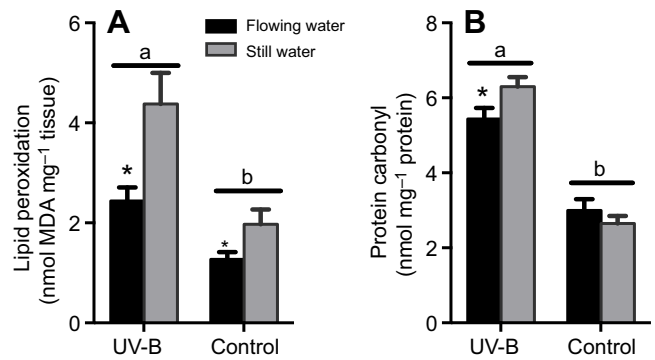 A
6
4
2
0
Lipid peroxidation
(nmol MDA mg–1 tissue)
a
*
b
*
UV-B Control
Flowing water
Still water
B
8
6
4
2
0
Protein carbonyl
(nmol mg–1 protein)
a
*
b
UV-B Control